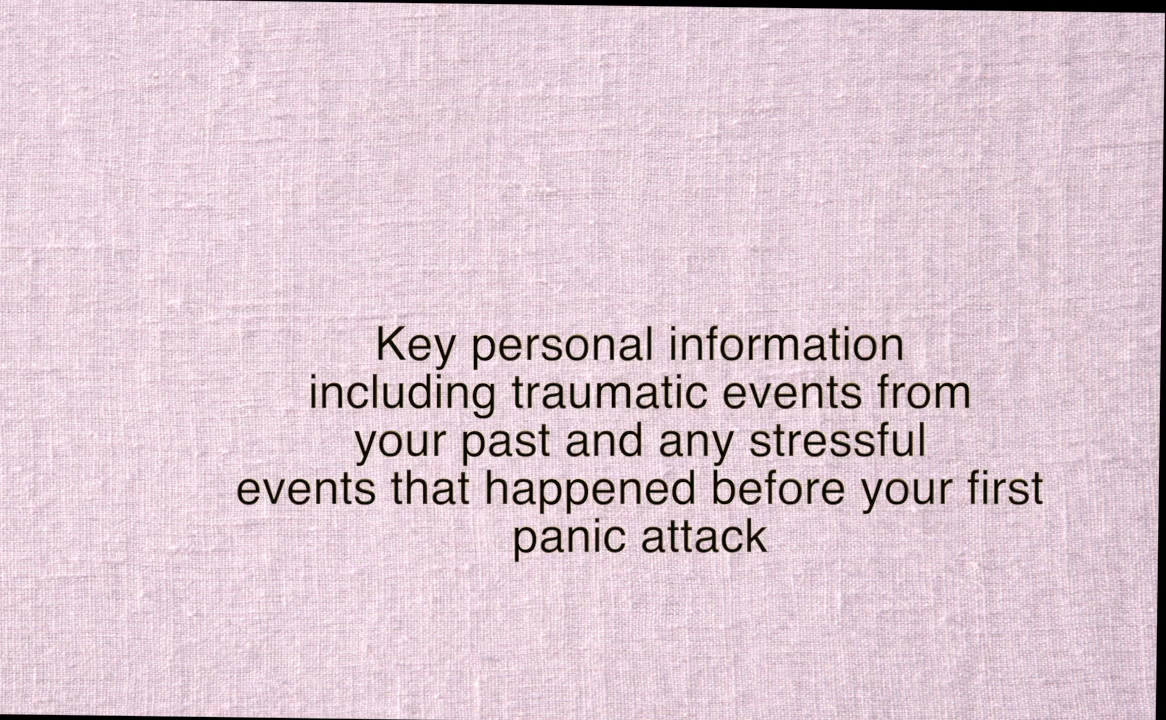 Key personal information
including traumatic events from
your past and any stressful
events that happened before your first
panic attack